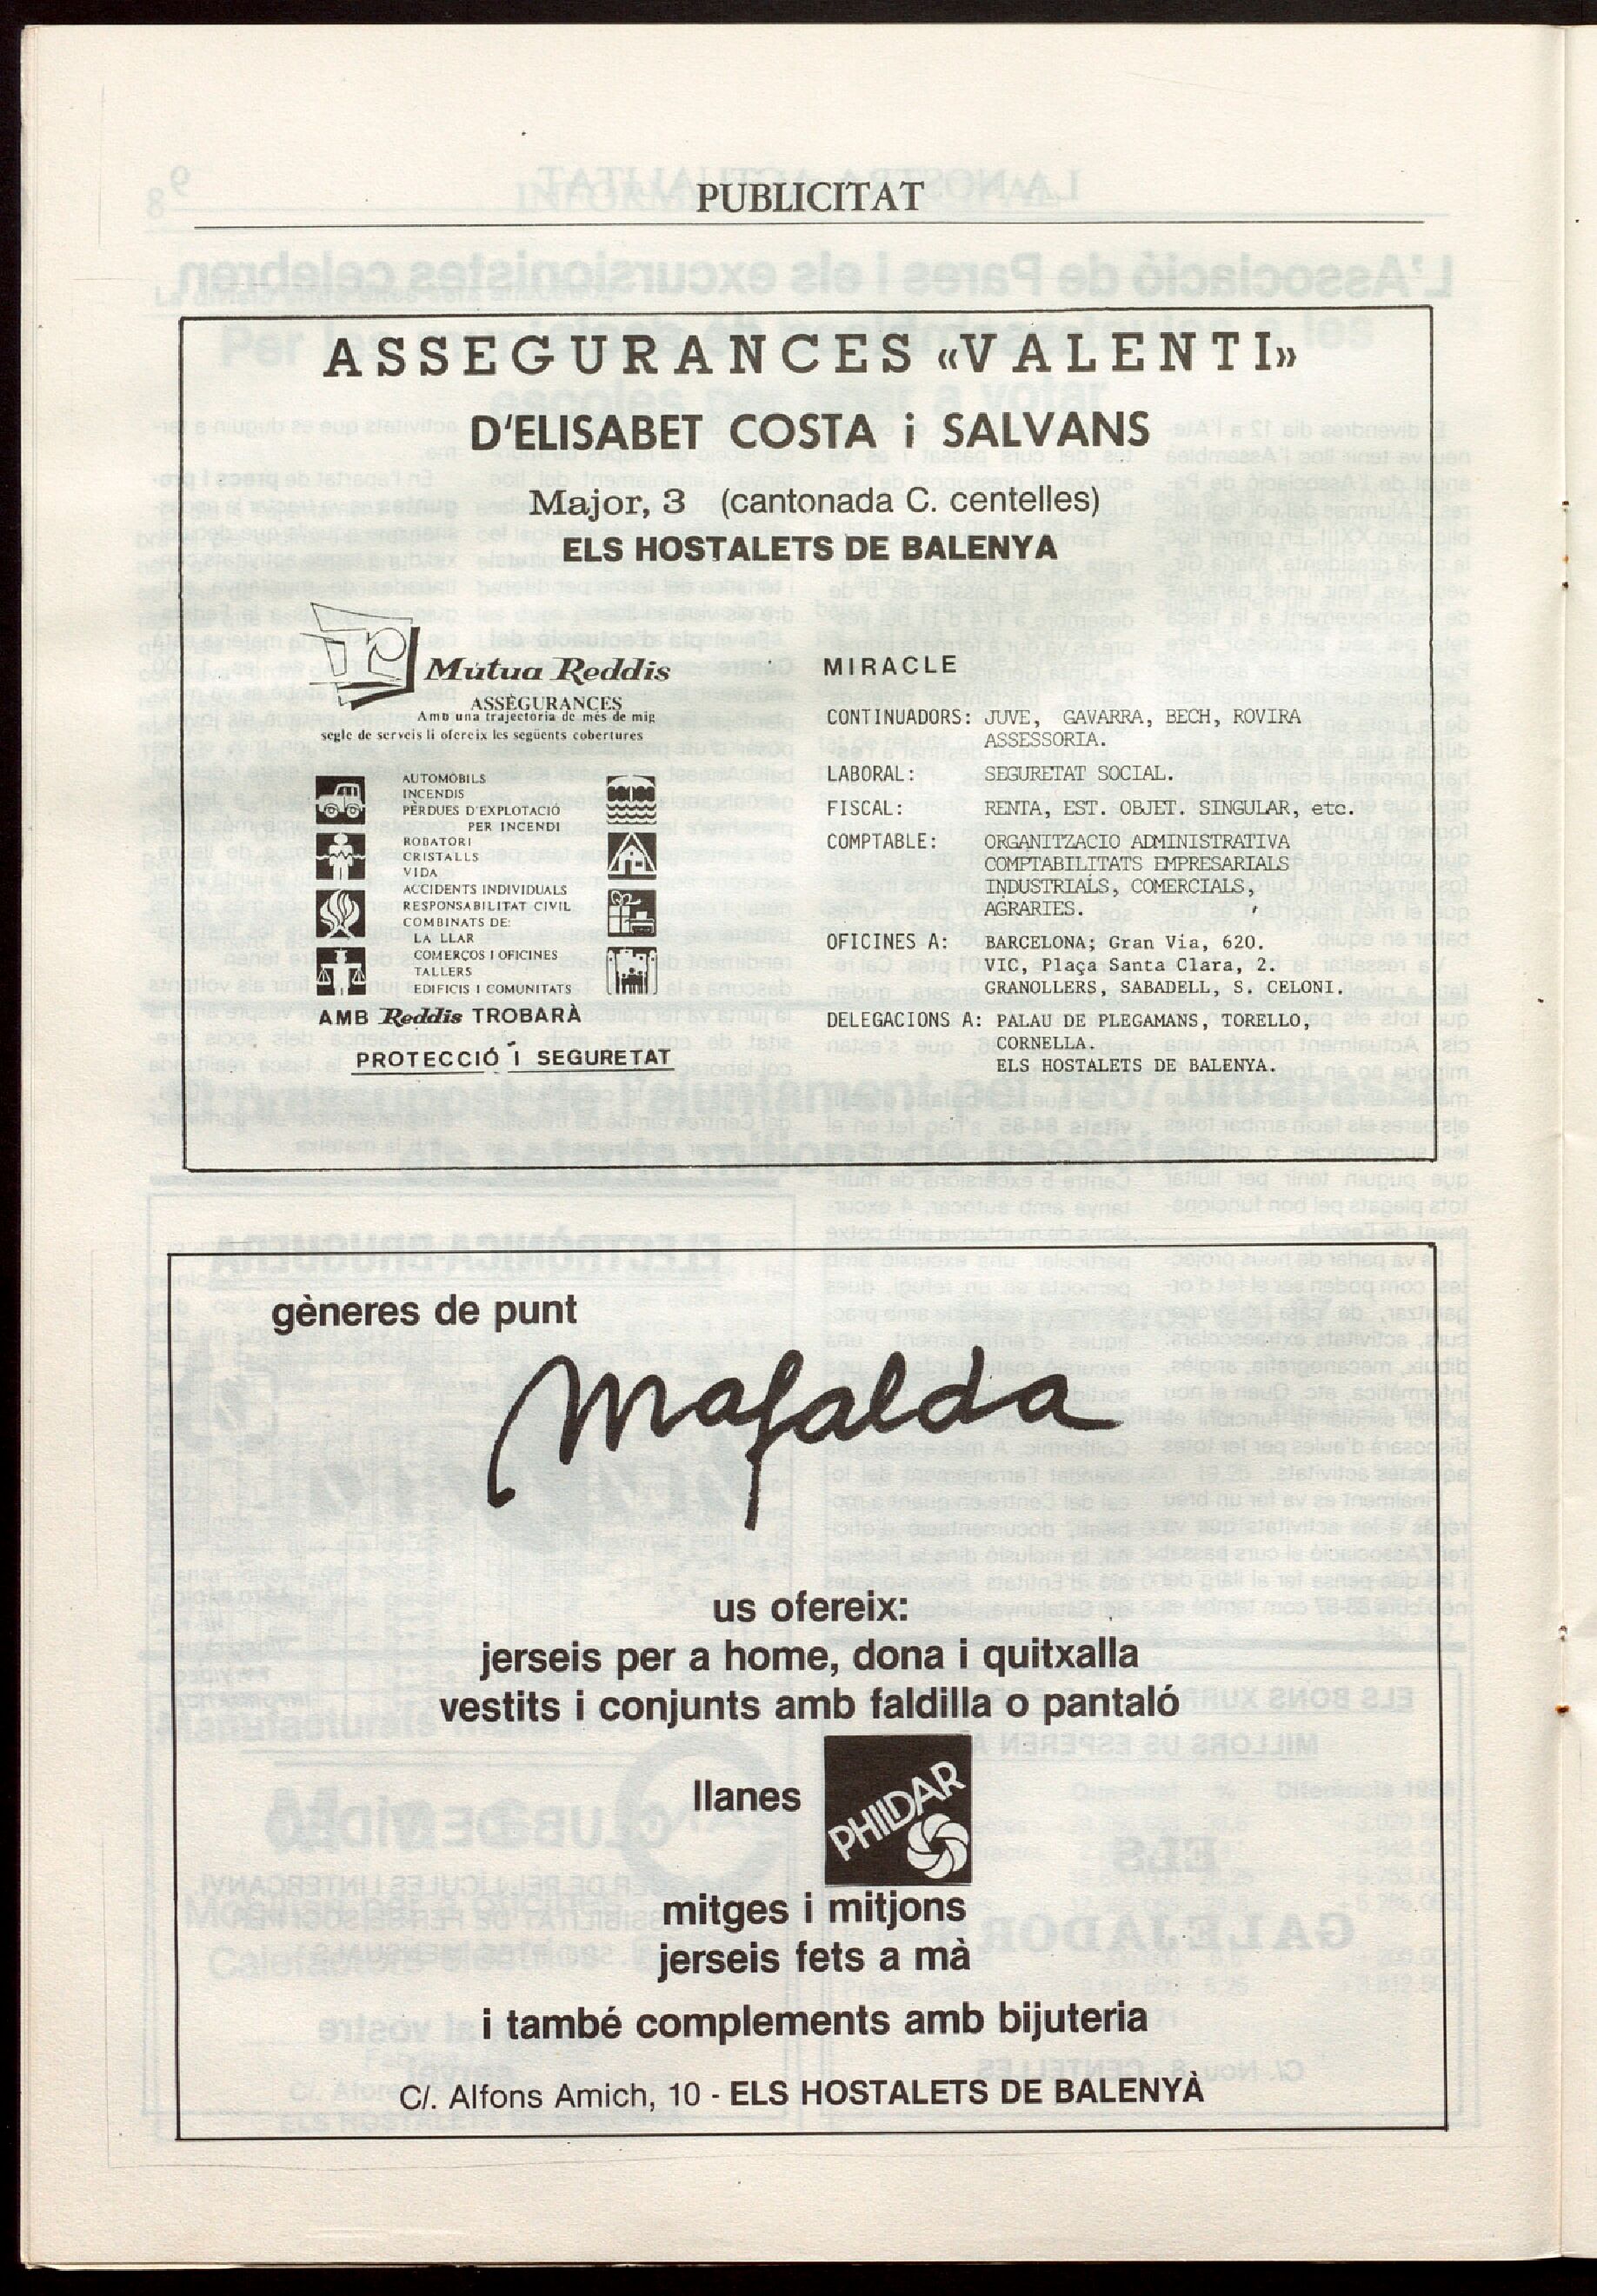 PUBLICITAT
ASSEGURANCES «VALENTI»
D'ELISABET COSTA i SALVANS
Major, 3 (cantonada C. centelles)
ELS HOSTALETS DE BALENYA
Mutua Reddis
ASSEGURANCES
Amb una trajectòria de més de mig
segle de serveis li ofereix les següents cobertures
AUTOMÒBILS
INCENDIS
PÈRDUES D'EXPLOTACIÓ
PER INCENDI
ROBATORI
CRISTALLS
VIDA
ACCIDENTS INDIVIDUALS
RESPONSABILITAT CIVIL
COMBINATS DE:
LA LLAR
COMERÇOS I OFICINES
TALLERS
EDIFICIS I COMUNITATS
AMB Reddis TROBARÀ
PROTECCIÓ I SEGURETAT
MIRACLE
CONTINUADORS: JUVE, GAVARRA, BECH, ROVIRA
ASSESSORIA.
LABORAL: SEGURETAT SOCIAL.
FISCAL: RENTA, EST. OBJET. SINGULAR, etc.
COMPTABLE: ORGANITZACIO ADMINISTRATIVA
COMPTABILITATS EMPRESARIALS
INDUSTRIALS, COMERCIALS,
AGRARIES.
OFICINES A: BARCELONA; Gran Via, 620.
VIC, Plaça Santa Clara, 2.
GRANOLLERS, SABADELL, S. CELONI.
DELEGACIONS A: PALAU DE PLEGAMANS, TORELLO,
CORNELLA.
ELS HOSTALETS DE BALENYA.
gèneres de punt
Mafalda
us ofereix:
jerseis per a home, dona i quitxalla
vestits i conjunts amb faldilla o pantaló
llanes PHILDAR
mitges i mitjons
jerseis fets a mà
i també complements amb bijuteria
C/. Alfons Amich, 10 - ELS HOSTALETS DE BALENYÀ